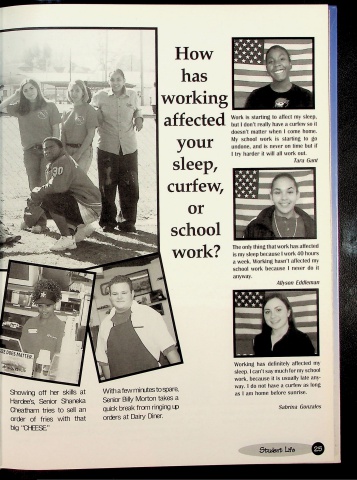 How
has
working
affected
your
sleep,
curfew,
or
school
work?
30
Work is starting to affect my sleep,
but I don't really have a curfew so it
doesn't matter when I come home.
My school work is starting to go
undone, and is never on time but if
I try harder it will all work out.
Tara Gant
The only thing that work has affected
is my sleep because I work 40 hours
a week. Working hasn't affected my
school work because I never do it
anyway.
Allyson Eddleman
Working has definitely affected my
sleep. I can't say much for my school
work, because it is usually late any-
way. I do not have a curfew as long
as I am home before sunrise.
Sabrina Gonzales
Showing off her skills at
Hardee's, Senior Shaneka
Cheatham tries to sell an
order of fries with that
big "CHEESE."
With a few minutes to spare,
Senior Billy Morton takes a
quick break from ringing up
orders at Dairy Diner.
Student Life 25